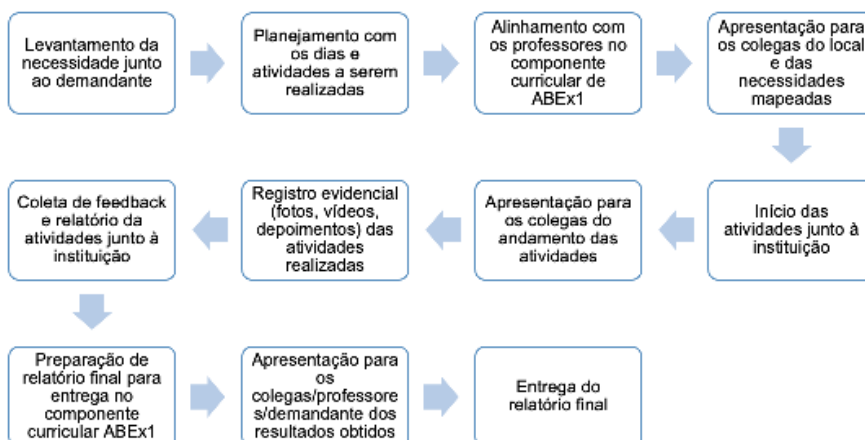 Levantamento da
necessidade junto
ao demandante
Planejamento com
os dias e
atividades a serem
realizadas
Alinhamento com
os professores no
componente
curricular de
ABEx1
Apresentação para
os colegas do local
e das
necessidades
mapeadas
Início das
atividades junto à
instituição
Apresentação para
os colegas do
andamento das
atividades
Registro evidencial
(fotos, vídeos,
depoimentos) das
atividades
realizadas
Coleta de feedback
e relatório da
atividades junto à
instituição
Preparação de
relatório final para
entrega no
componente
curricular ABEx1
Apresentação para
os
colegas/professore
s/demandante dos
resultados obtidos
Entrega do
relatório final